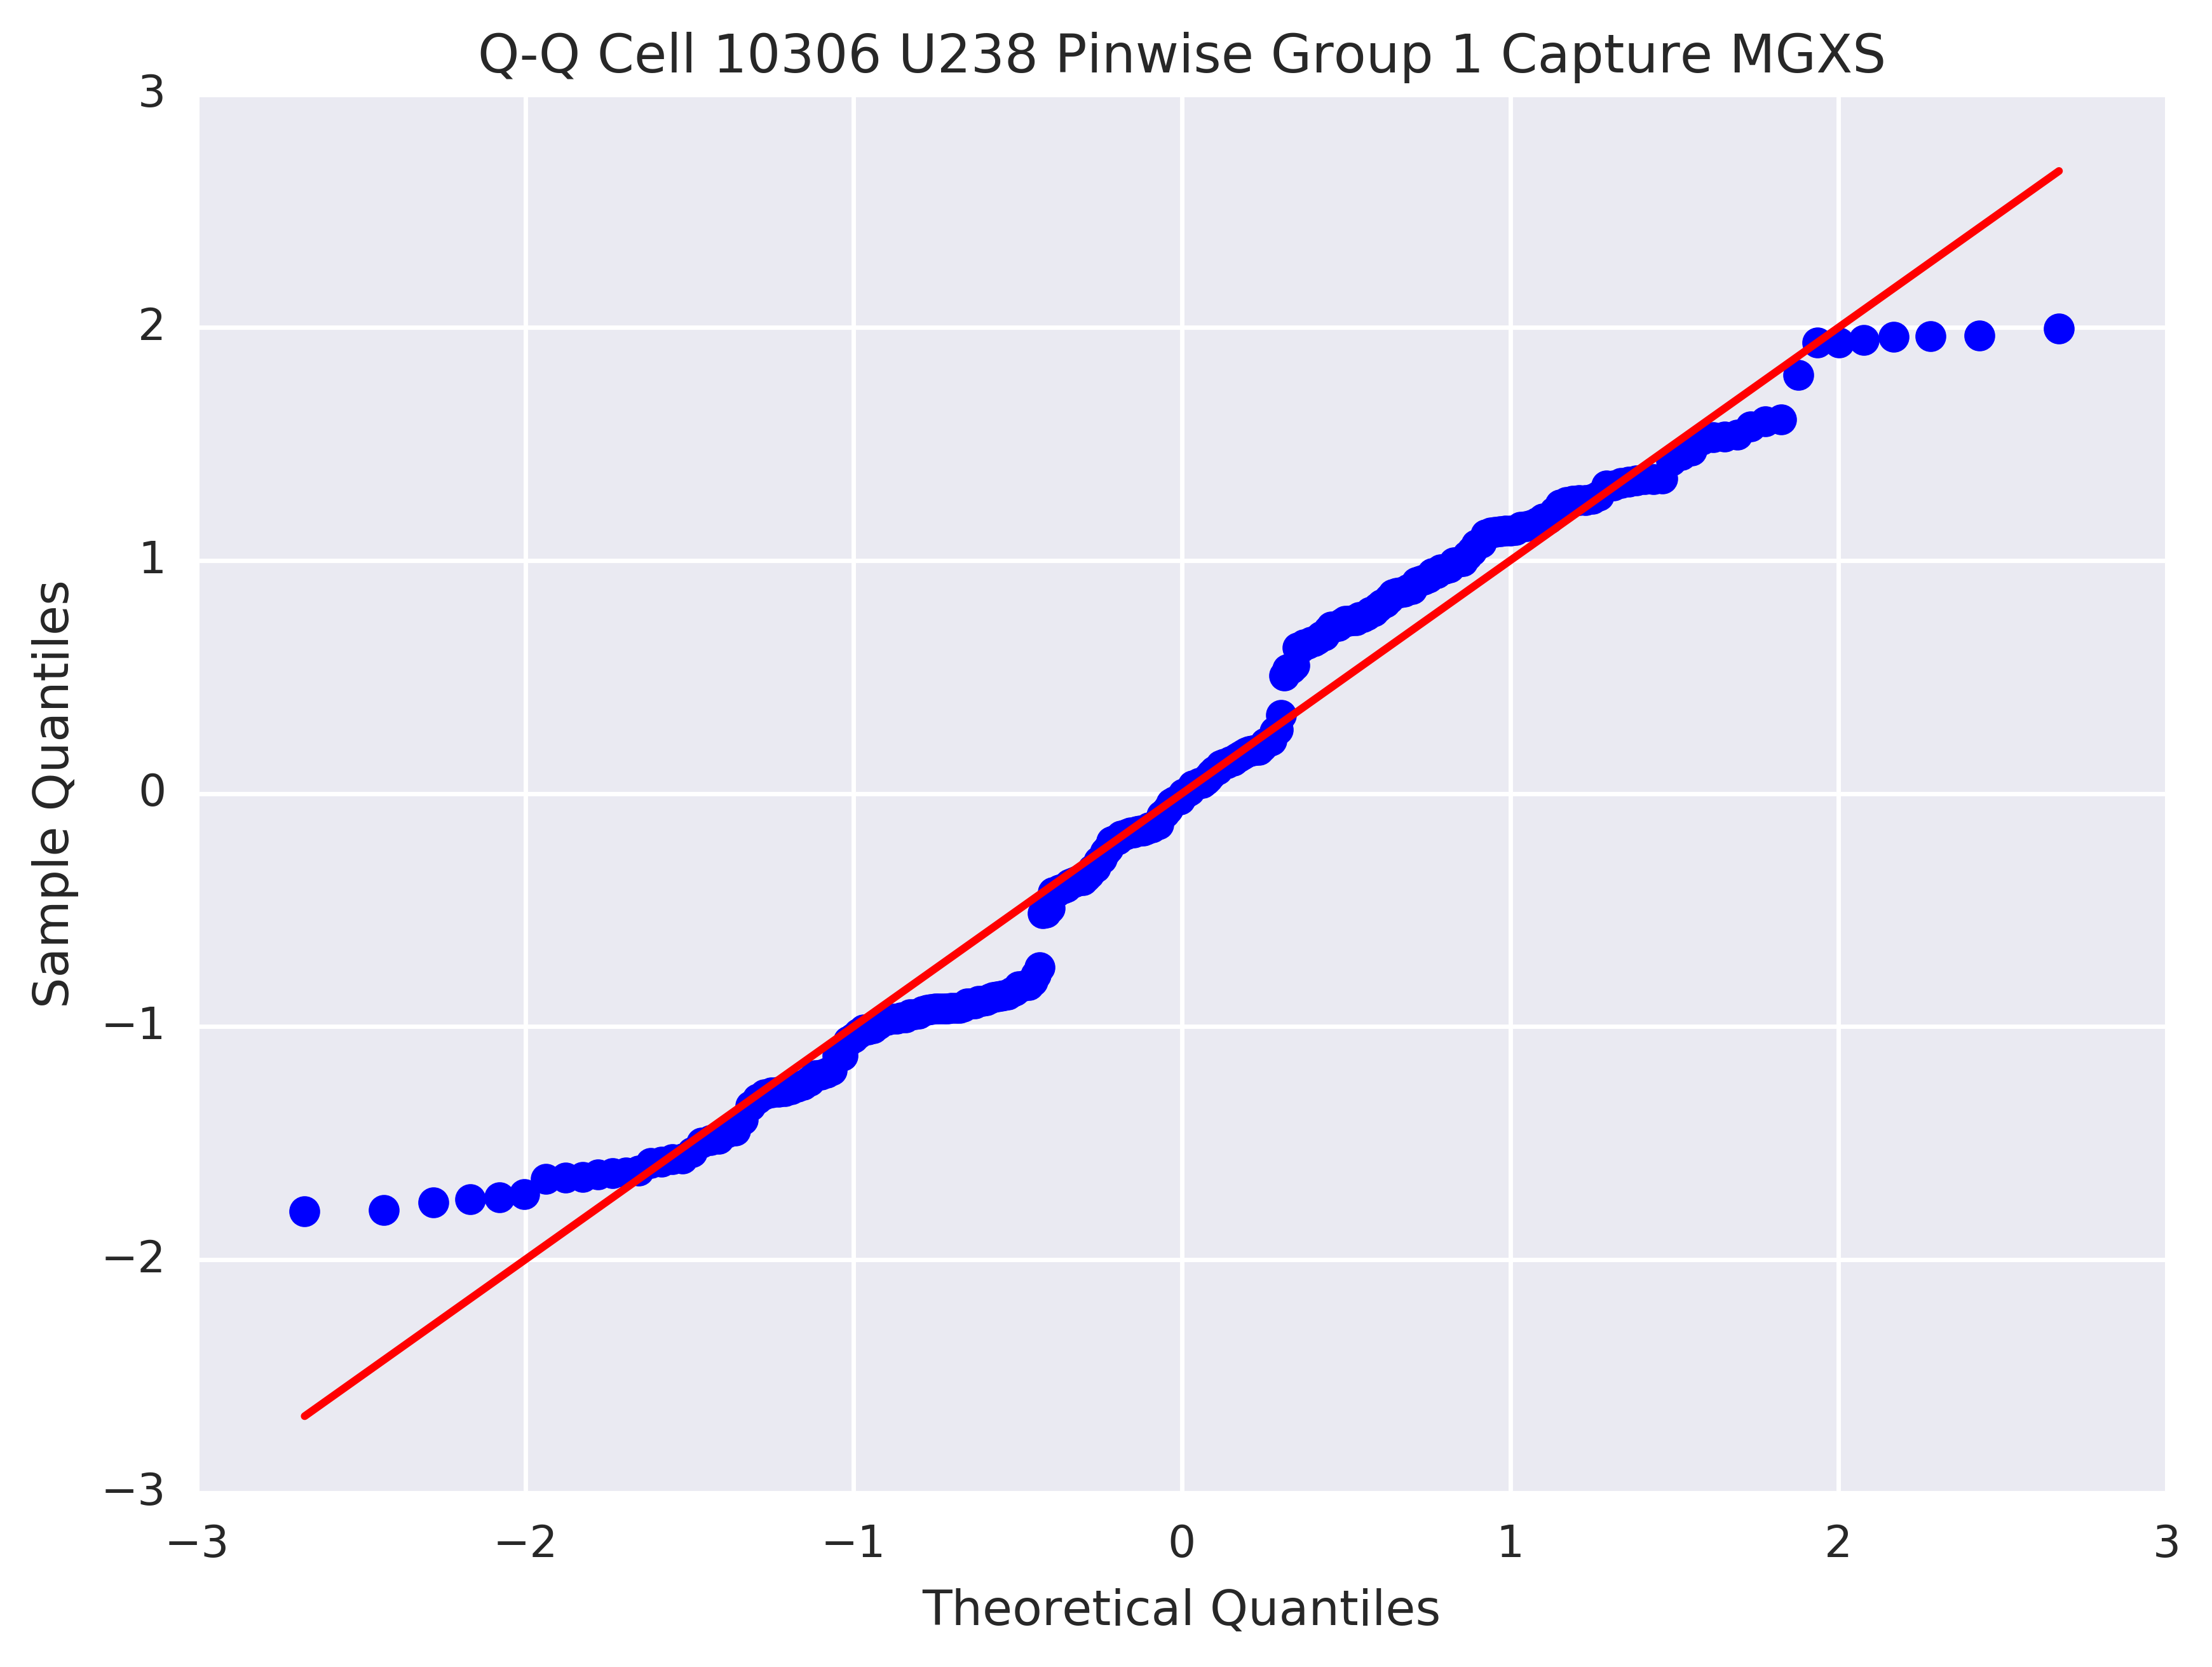 Q-Q Cell 10306 U238 Pinwise Group 1 Capture MGXS
3
2
1
0
−1
−2
−3
Sample Quantiles
−3 −2 −1 0 1 2 3
Theoretical Quantiles